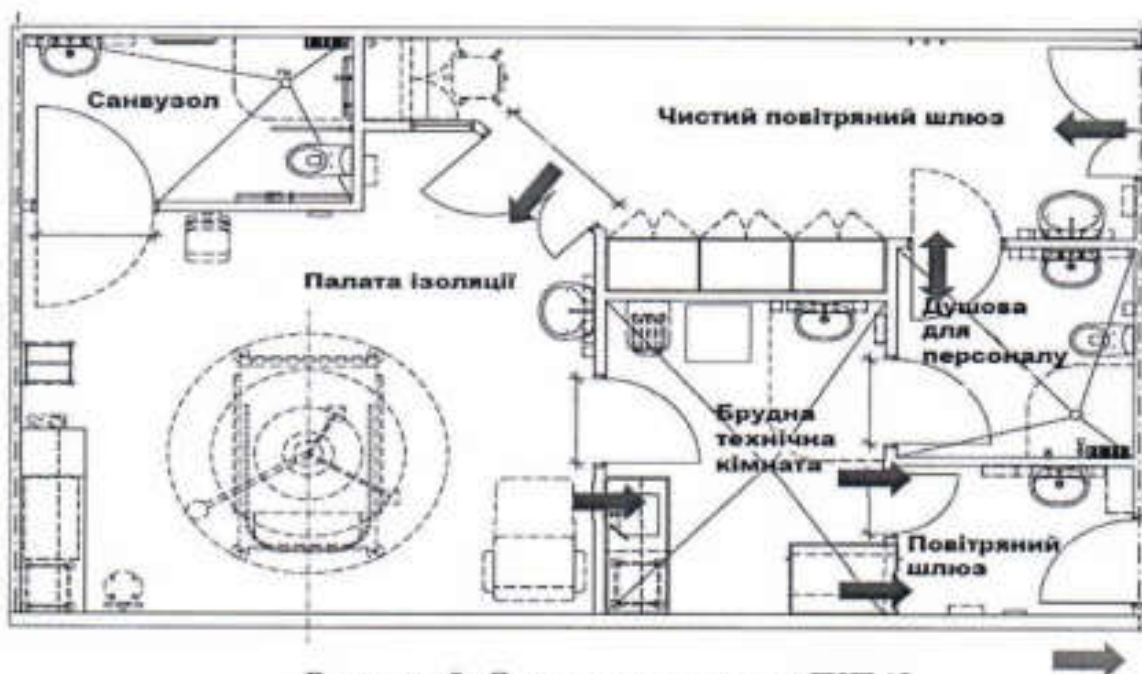 Санвузол
Чистий повітряний шлюз
Палата ізоляції
Душова
для
персоналу
Брудна
технічна
кімната
Повітряний
шлюз